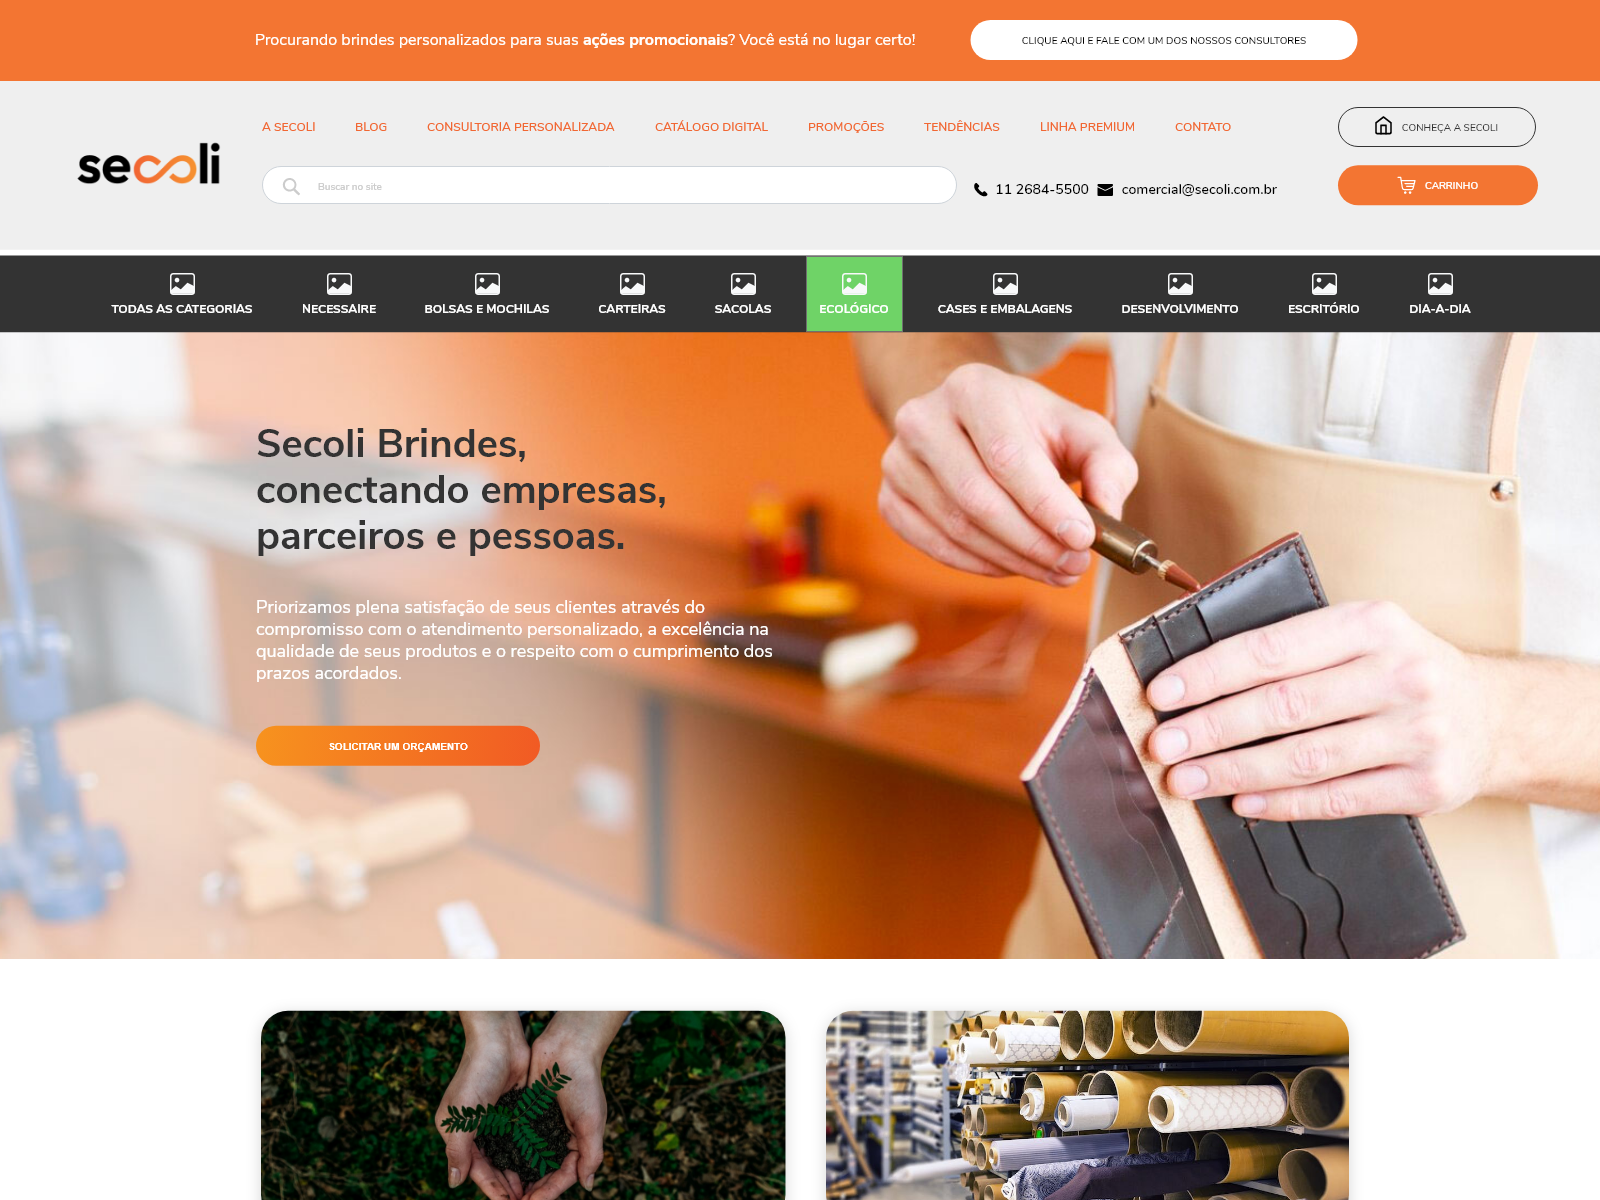 Procurando brindes personalizados para suas ações promocionais? Você está no lugar certo!
CLIQUE AQUI E FALE COM UM DOS NOSSOS CONSULTORES
A SECOLI
BLOG
CONSULTORIA PERSONALIZADA
CATÁLOGO DIGITAL
PROMOÇÕES
TENDÊNCIAS
LINHA PREMIUM
CONTATO
CONHEÇA A SECOLI
secoli
Buscar no site
11 2684-5500
comercial@secoli.com.br
CARRINHO
TODAS AS CATEGORIAS
NECESSAIRE
BOLSAS E MOCHILAS
CARTEIRAS
SACOLAS
ECOLÓGICO
CASES E EMBALAGENS
DESENVOLVIMENTO
ESCRITÓRIO
DIA-A-DIA
Secoli Brindes,
conectando empresas,
parceiros e pessoas.
Priorizamos plena satisfação de seus clientes através do
compromisso com o atendimento personalizado, a excelência na
qualidade de seus produtos e o respeito com o cumprimento dos
prazos acordados.
SOLICITAR UM ORÇAMENTO